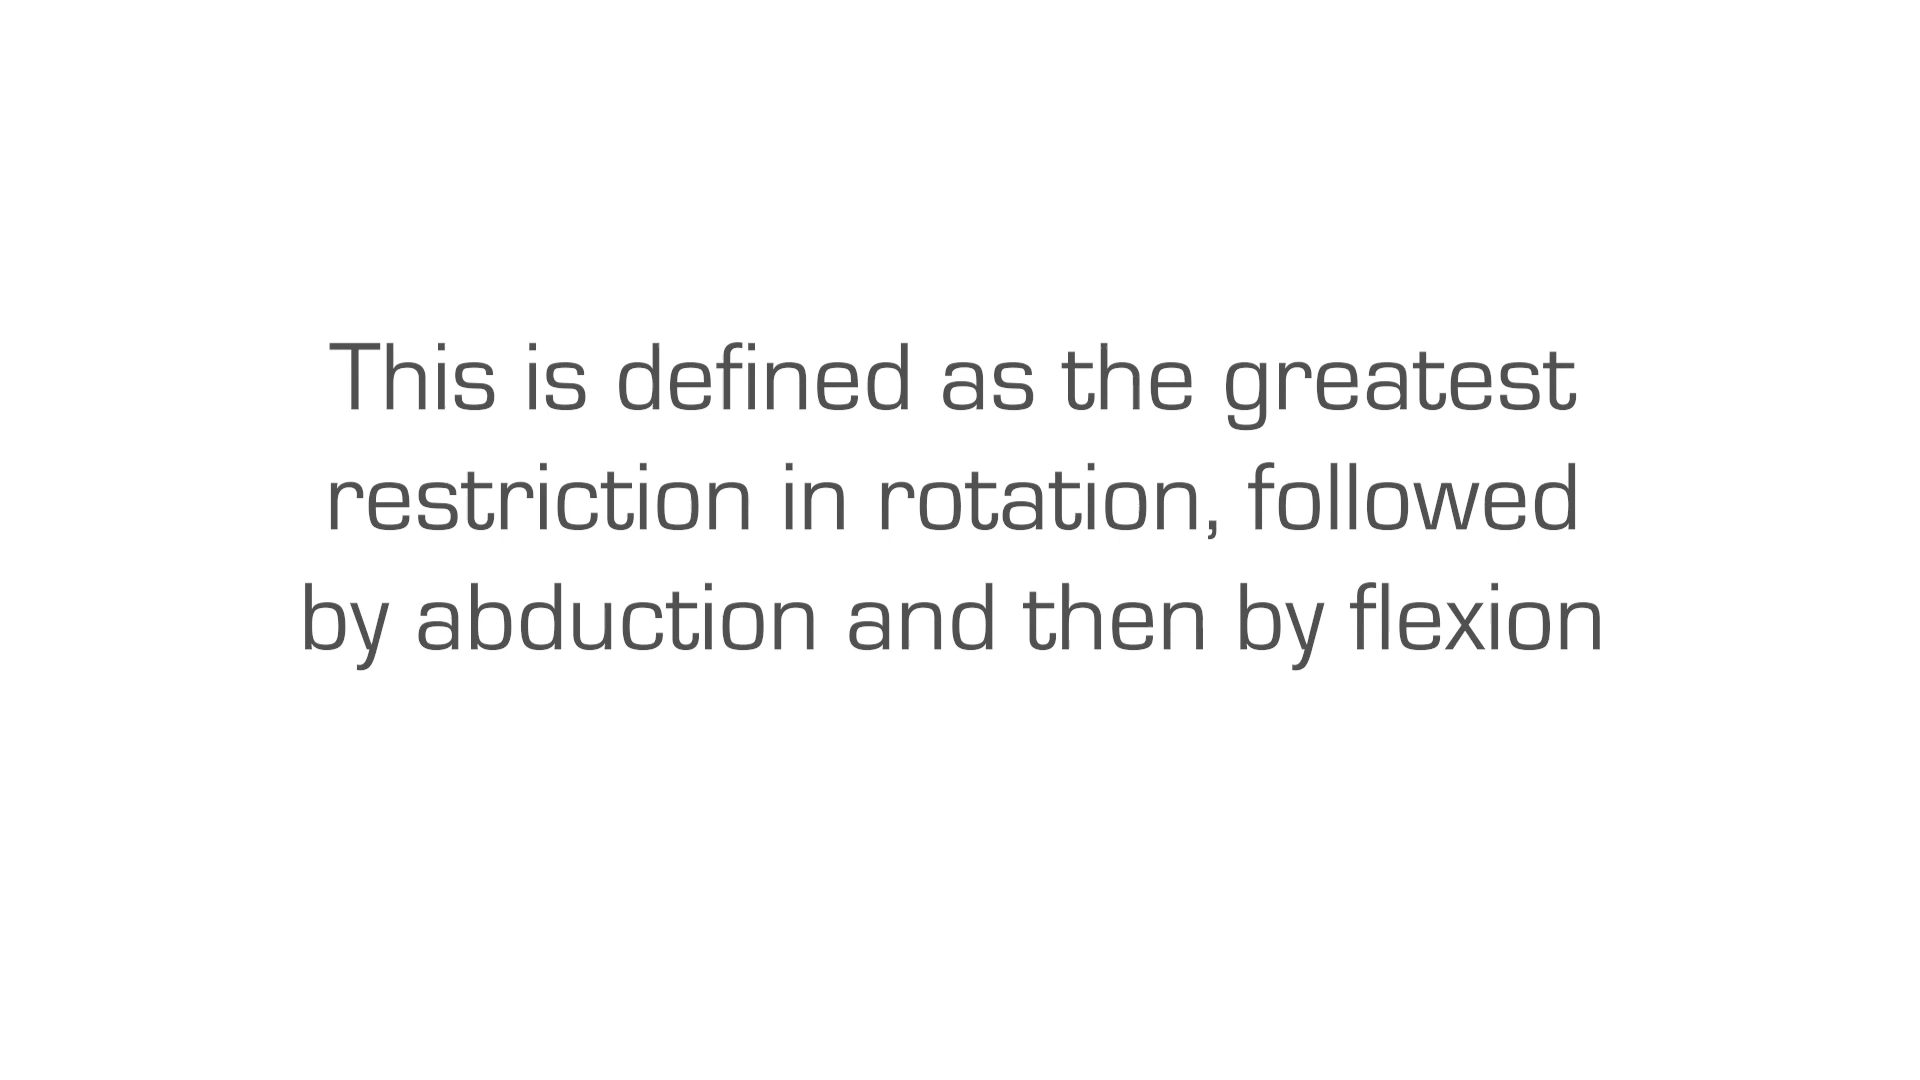 This is defined as the greatest
restriction in rotation, followed
by abduction and then by flexion